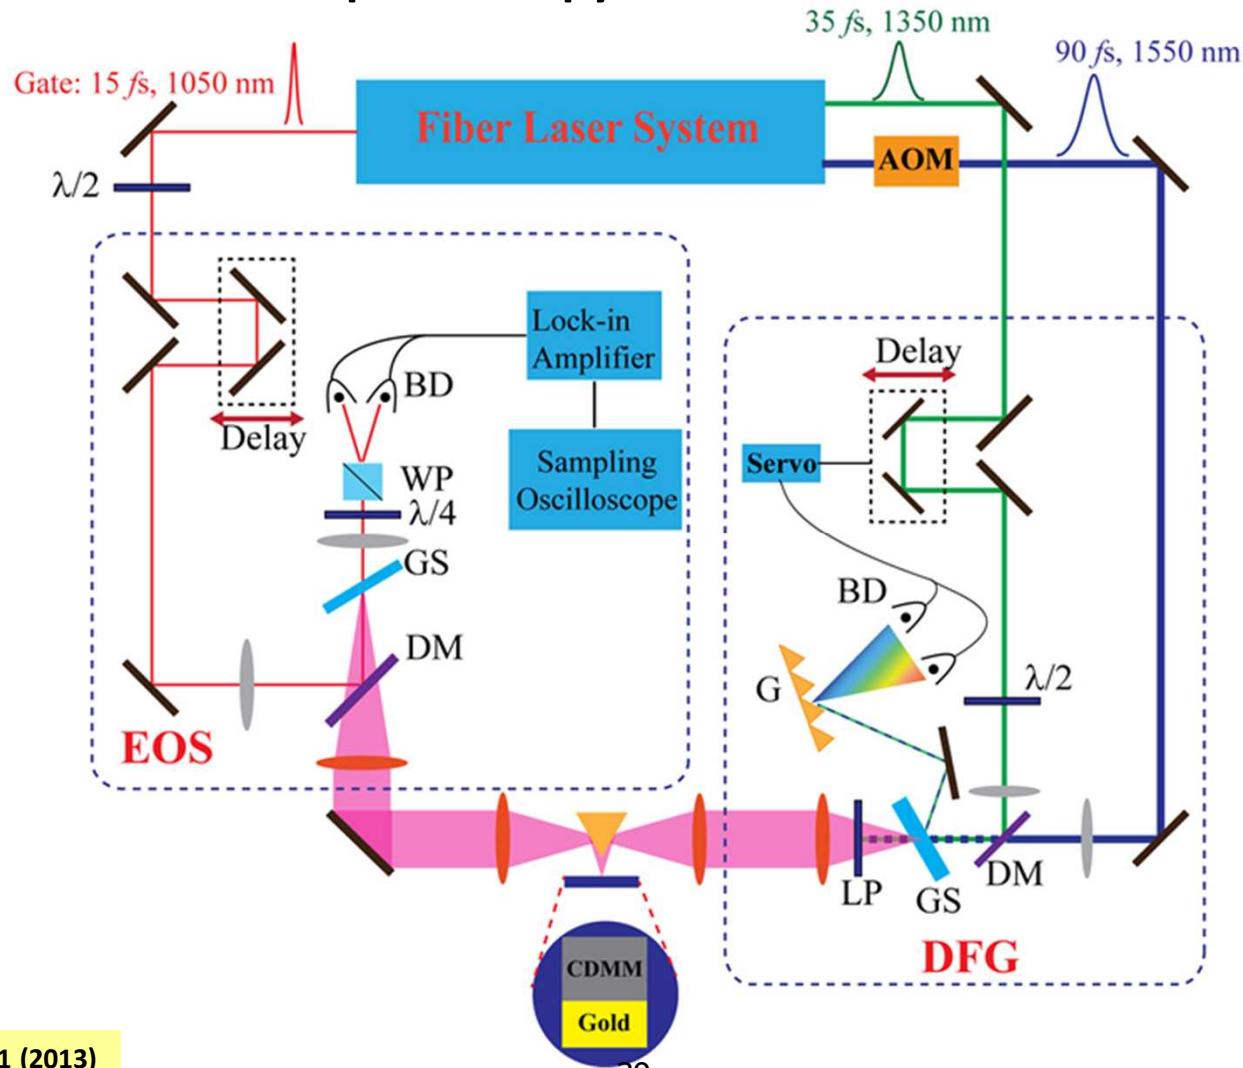 35 fs, 1350 nm
90 fs, 1550 nm
Gate: 15 fs, 1050 nm
Fiber Laser System
AOM
λ/2
Lock-in
Amplifier
BD
Delay
Delay
Sampling
Oscilloscope
WP
λ/4
Servo
GS
BD
DM
G
λ/2
EOS
LP
GS
DM
DFG
CDMM
Gold
1 (2013)